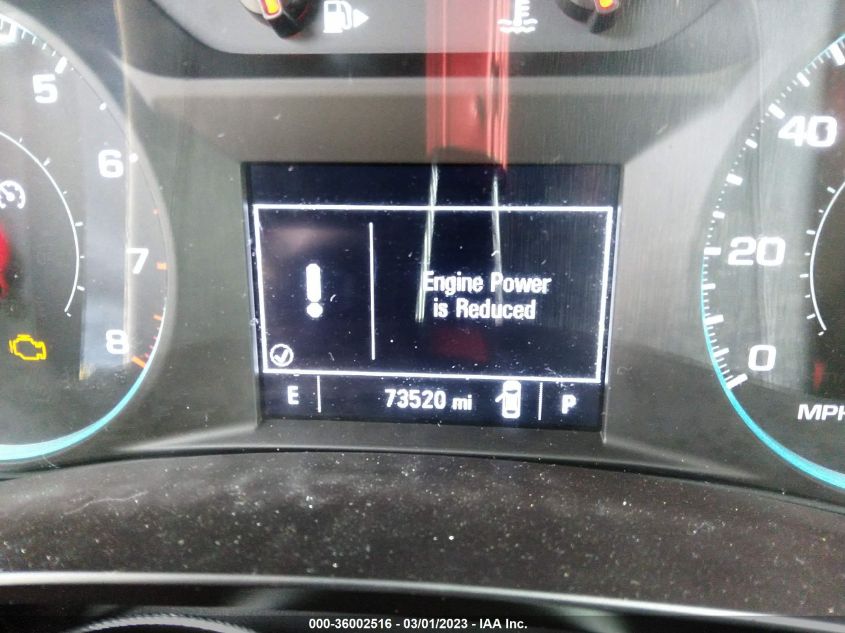 5
6
7
8
Engine Power
is Reduced
E
73520 mi
P
40
20
0
MPH
000-36002516 - 03/01/2023 - IAA Inc.